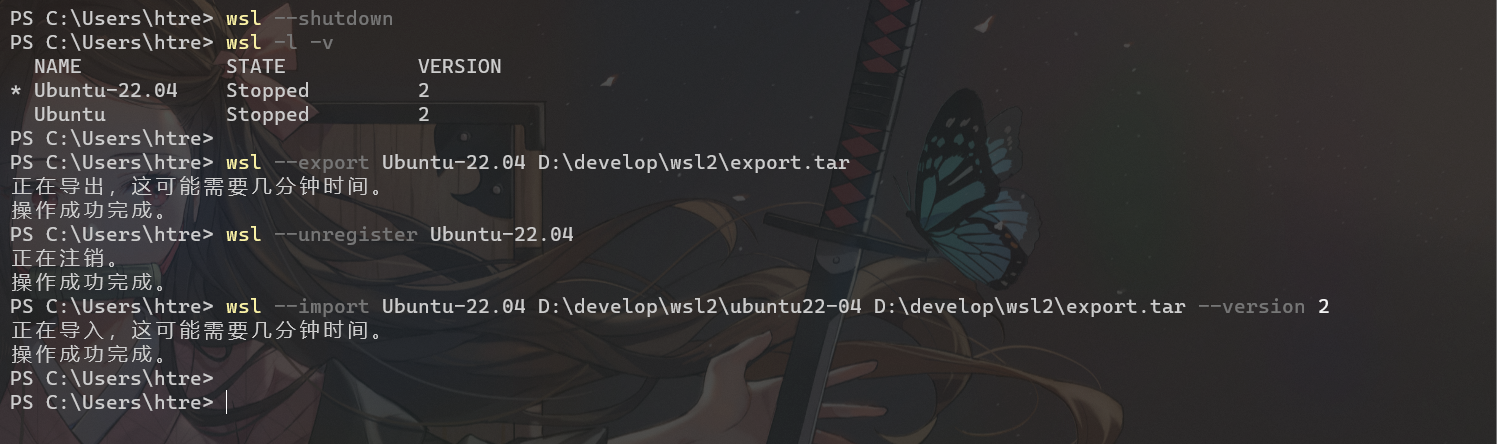 PS C:\Users\htre> wsl --shutdown
PS C:\Users\htre> wsl -l -v
  NAME            STATE           VERSION
* Ubuntu-22.04    Stopped         2
  Ubuntu          Stopped         2
PS C:\Users\htre>
PS C:\Users\htre> wsl --export Ubuntu-22.04 D:\develop\wsl2\export.tar
正在导出，这可能需要几分钟时间。
操作成功完成。
PS C:\Users\htre> wsl --unregister Ubuntu-22.04
正在注销。
操作成功完成。
PS C:\Users\htre> wsl --import Ubuntu-22.04 D:\develop\wsl2\ubuntu22-04 D:\develop\wsl2\export.tar --version 2
正在导入，这可能需要几分钟时间。
操作成功完成。
PS C:\Users\htre>
PS C:\Users\htre>